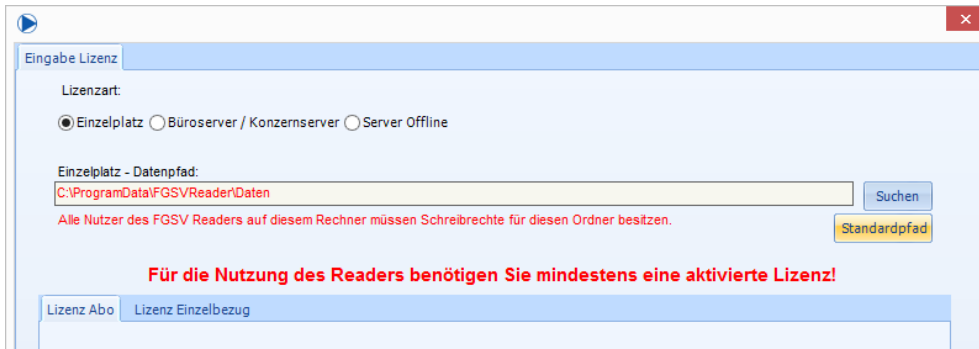 Eingabe Lizenz
Lizenzart:
Einzelplatz Büroserver / Konzernserver Server Offline
Einzelplatz - Datenpfad:
C:\ProgramData\FGSVReader\Daten
Suchen
Alle Nutzer des FGSV Readers auf diesem Rechner müssen Schreibrechte für diesen Ordner besitzen.
Standardpfad
Für die Nutzung des Readers benötigen Sie mindestens eine aktivierte Lizenz!
Lizenz Abo Lizenz Einzelbezug